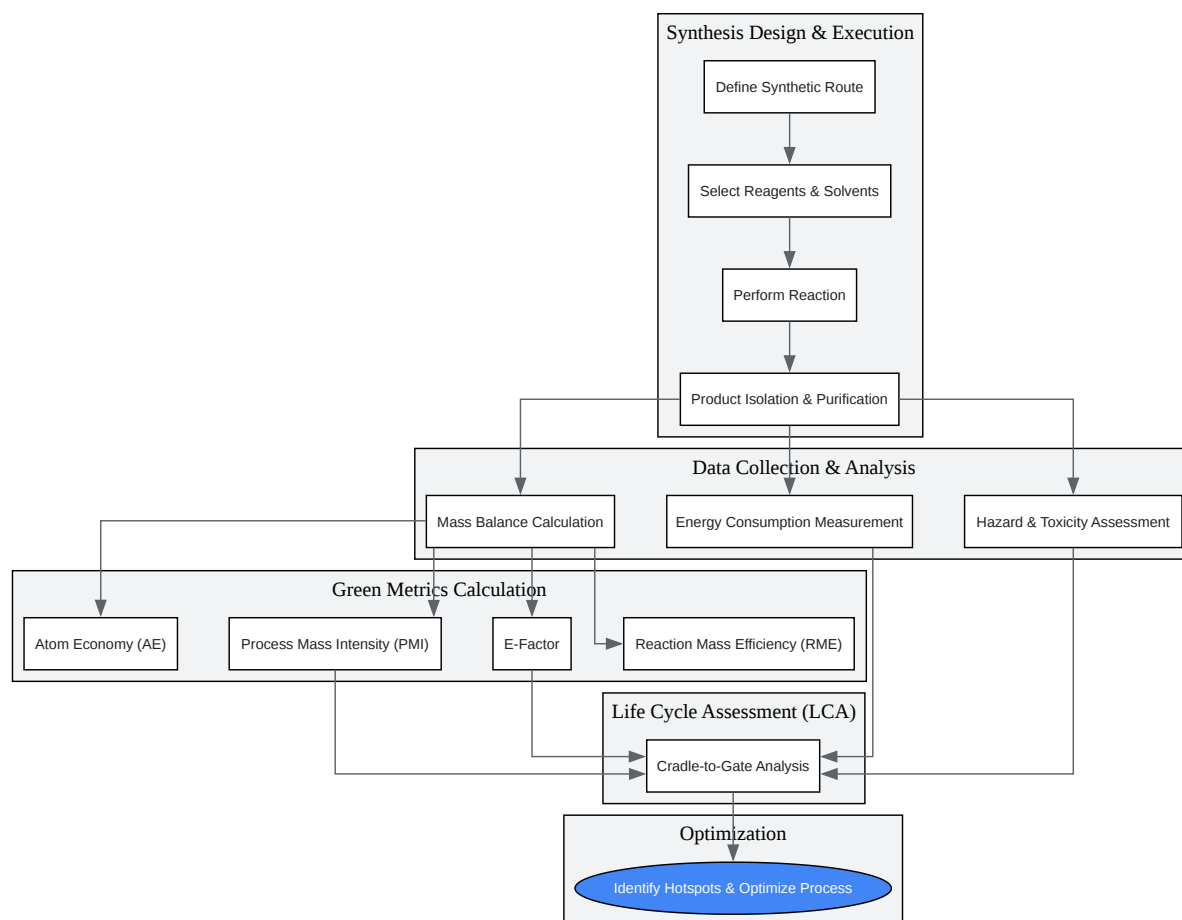 Synthesis Design & Execution
Define Synthetic Route
Select Reagents & Solvents
Perform Reaction
Product Isolation & Purification
Data Collection & Analysis
Mass Balance Calculation
Energy Consumption Measurement
Hazard & Toxicity Assessment
Green Metrics Calculation
Atom Economy (AE)
Process Mass Intensity (PMI)
E-Factor
Reaction Mass Efficiency (RME)
Life Cycle Assessment (LCA)
Cradle-to-Gate Analysis
Optimization
Identify Hotspots & Optimize Process